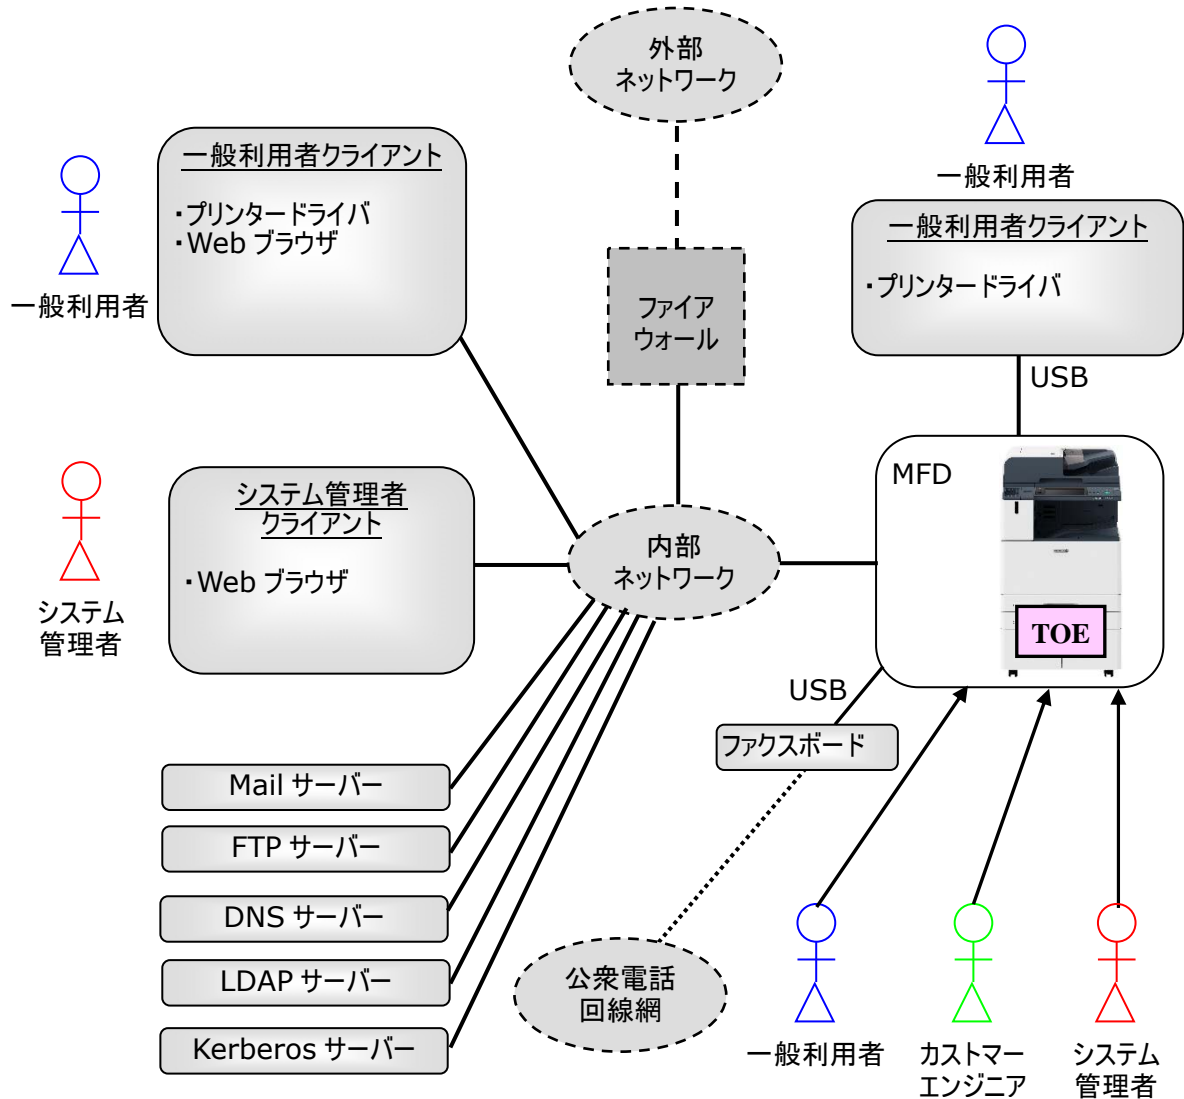 外部
ネットワーク
一般利用者
一般利用者クライアント
・プリンタードライバ
・Web ブラウザ
一般利用者
一般利用者クライアント
・プリンタードライバ
ファイア
ウォール
USB
MFD
TOE
システム管理者
クライアント
・Web ブラウザ
システム
管理者
内部
ネットワーク
USB
ファクスボード
Mail サーバー
FTP サーバー
DNS サーバー
LDAP サーバー
Kerberos サーバー
公衆電話
回線網
一般利用者
カストマー
エンジニア
システム
管理者